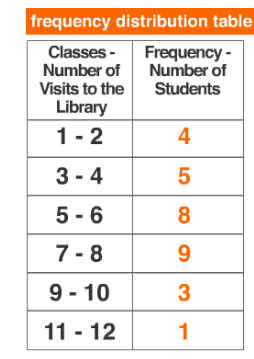 frequency distribution table
Classes - Frequency -
Number of Number of
Visits to the Students
Library
1 - 2 4
3 - 4 5
5 - 6 8
7 - 8 9
9 - 10 3
11 - 12 1